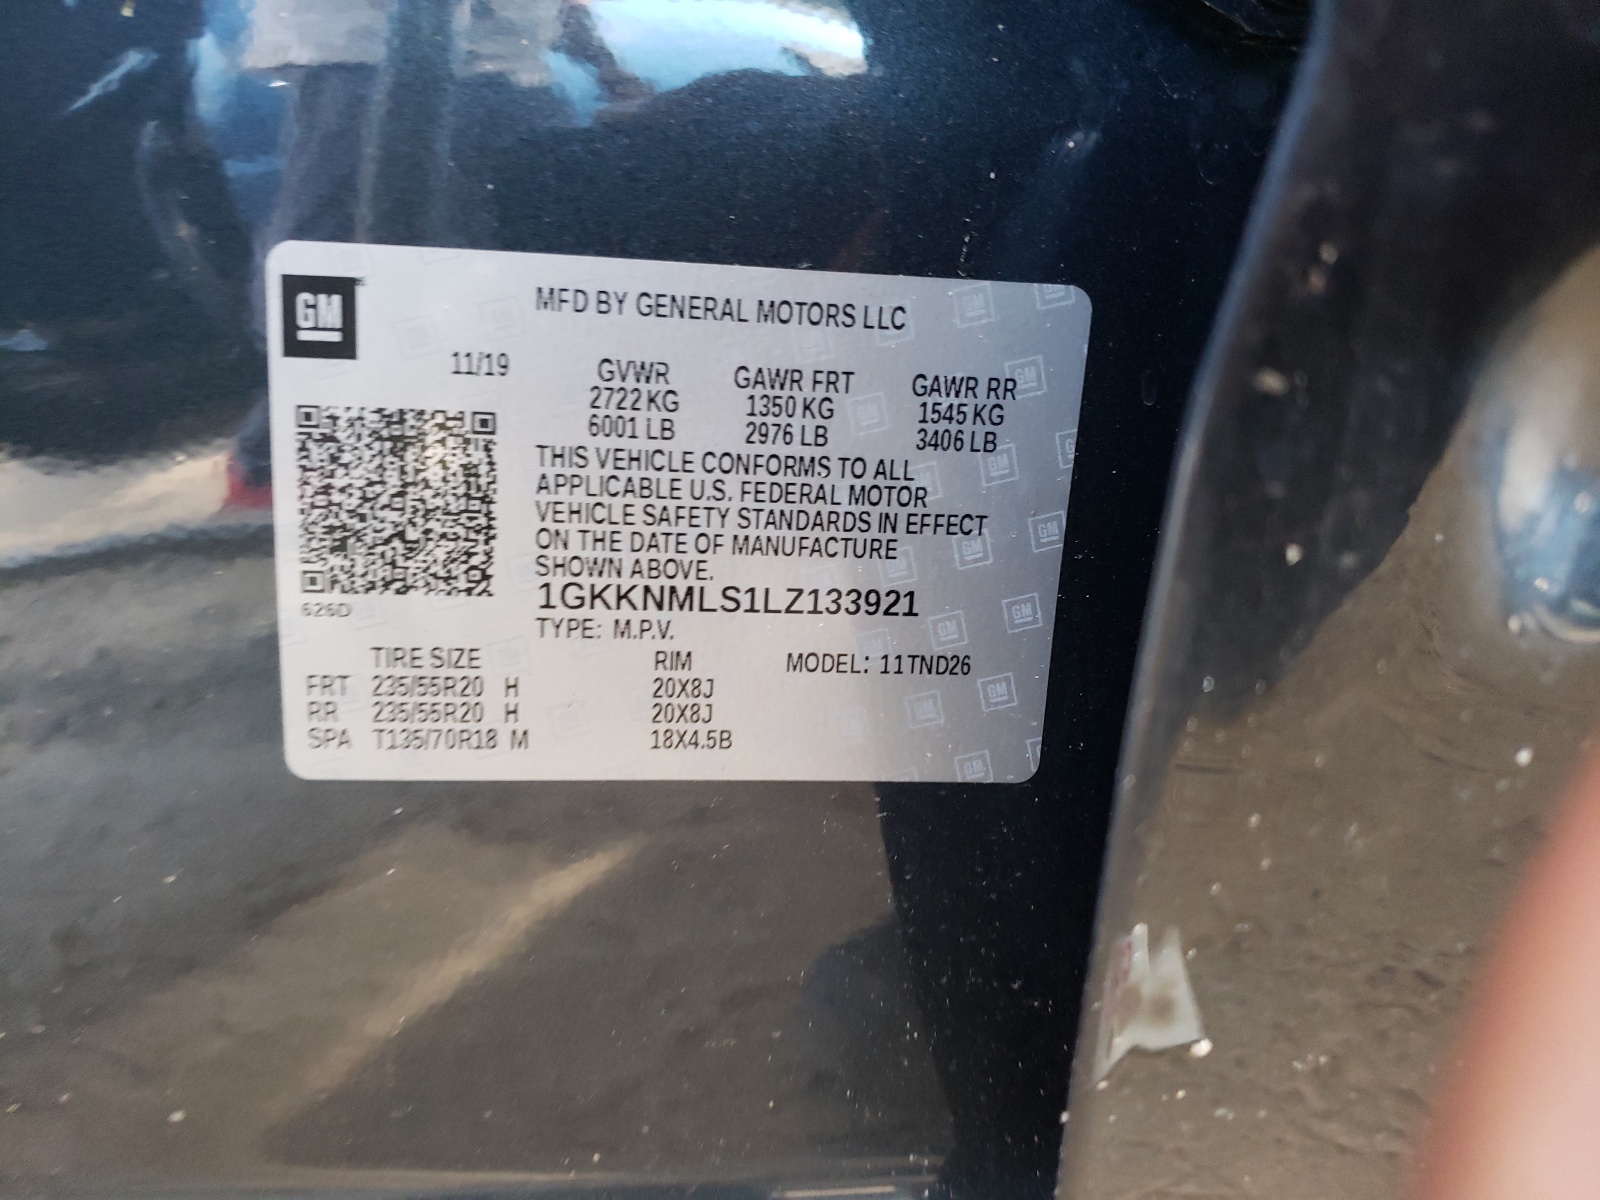 GM
MFD BY GENERAL MOTORS LLC
11/19
GVWR GAWR FRT GAWR RR
2722 KG 1350 KG 1545 KG
6001 LB 2976 LB 3406 LB
THIS VEHICLE CONFORMS TO ALL
APPLICABLE U.S. FEDERAL MOTOR
VEHICLE SAFETY STANDARDS IN EFFECT
ON THE DATE OF MANUFACTURE
SHOWN ABOVE.
626D
1GKKNMLS1LZ133921
TYPE: M.P.V.
TIRE SIZE RIM MODEL: 11TND26
FRT 235/55R20 H 20X8J
RR 235/55R20 H 20X8J
SPA T135/70R18 M 18X4.5B